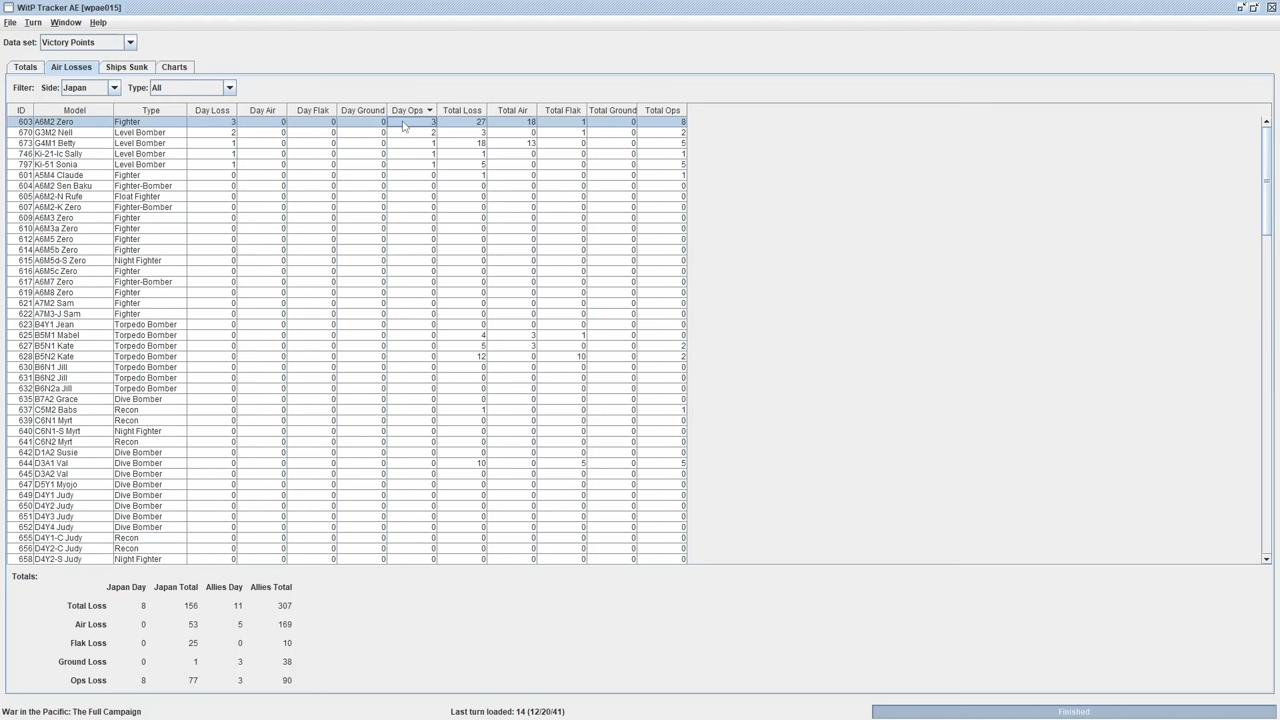 WitP Tracker AE [wpae015]
File Turn Window Help
Data set: Victory Points
Totals Air Losses Ships Sunk Charts
Filter: Side: Japan Type: All
ID Model Type Day Loss Day Air Day Flak Day Ground Day Ops Total Loss Total Air Total Flak Total Ground Total Ops
603 A6M2 Zero Fighter 3 0 0 0 3 27 18 1 0 8
670 G3M2 Nell Level Bomber 2 0 0 0 2 3 0 1 0 2
673 G4M1 Betty Level Bomber 1 0 0 0 1 18 13 0 0 5
746 Ki-21-Ic Sally Level Bomber 1 0 0 0 1 1 0 0 0 1
797 Ki-51 Sonia Level Bomber 1 0 0 0 1 5 0 0 0 5
601 A5M4 Claude Fighter 0 0 0 0 0 1 0 0 0 1
604 A6M2 Sen Baku Fighter-Bomber 0 0 0 0 0 0 0 0 0 0
605 A6M2-N Rufe Float Fighter 0 0 0 0 0 0 0 0 0 0
607 A6M2-K Zero Fighter-Bomber 0 0 0 0 0 0 0 0 0 0
609 A6M3 Zero Fighter 0 0 0 0 0 0 0 0 0 0
610 A6M3a Zero Fighter 0 0 0 0 0 0 0 0 0 0
612 A6M5 Zero Fighter 0 0 0 0 0 0 0 0 0 0
614 A6M5b Zero Fighter 0 0 0 0 0 0 0 0 0 0
615 A6M5d-S Zero Night Fighter 0 0 0 0 0 0 0 0 0 0
616 A6M5c Zero Fighter 0 0 0 0 0 0 0 0 0 0
617 A6M7 Zero Fighter-Bomber 0 0 0 0 0 0 0 0 0 0
619 A6M8 Zero Fighter 0 0 0 0 0 0 0 0 0 0
621 A7M2 Sam Fighter 0 0 0 0 0 0 0 0 0 0
622 A7M3-J Sam Fighter 0 0 0 0 0 0 0 0 0 0
623 B4Y1 Jean Torpedo Bomber 0 0 0 0 0 0 0 0 0 0
625 B5M1 Mabel Torpedo Bomber 0 0 0 0 0 4 3 1 0 0
627 B5N1 Kate Torpedo Bomber 0 0 0 0 0 5 3 0 0 2
628 B5N2 Kate Torpedo Bomber 0 0 0 0 0 12 0 10 0 2
630 B6N1 Jill Torpedo Bomber 0 0 0 0 0 0 0 0 0 0
631 B6N2 Jill Torpedo Bomber 0 0 0 0 0 0 0 0 0 0
632 B6N2a Jill Torpedo Bomber 0 0 0 0 0 0 0 0 0 0
635 B7A2 Grace Dive Bomber 0 0 0 0 0 0 0 0 0 0
637 C5M2 Babs Recon 0 0 0 0 0 1 0 0 0 1
639 C6N1 Myrt Recon 0 0 0 0 0 0 0 0 0 0
640 C6N1-S Myrt Night Fighter 0 0 0 0 0 0 0 0 0 0
641 C6N2 Myrt Recon 0 0 0 0 0 0 0 0 0 0
642 D1A2 Susie Dive Bomber 0 0 0 0 0 0 0 0 0 0
644 D3A1 Val Dive Bomber 0 0 0 0 0 10 0 5 0 5
645 D3A2 Val Dive Bomber 0 0 0 0 0 0 0 0 0 0
647 D5Y1 Myojo Dive Bomber 0 0 0 0 0 0 0 0 0 0
649 D4Y1 Judy Dive Bomber 0 0 0 0 0 0 0 0 0 0
650 D4Y2 Judy Dive Bomber 0 0 0 0 0 0 0 0 0 0
651 D4Y3 Judy Dive Bomber 0 0 0 0 0 0 0 0 0 0
652 D4Y4 Judy Dive Bomber 0 0 0 0 0 0 0 0 0 0
655 D4Y1-C Judy Recon 0 0 0 0 0 0 0 0 0 0
656 D4Y2-C Judy Recon 0 0 0 0 0 0 0 0 0 0
658 D4Y2-S Judy Night Fighter 0 0 0 0 0 0 0 0 0 0
Totals:
Japan Day Japan Total Allies Day Allies Total
Total Loss 8 156 11 307
Air Loss 0 53 5 169
Flak Loss 0 25 0 10
Ground Loss 0 1 3 38
Ops Loss 8 77 3 90
War in the Pacific: The Full Campaign Last turn loaded: 14 (12/20/41) Finished